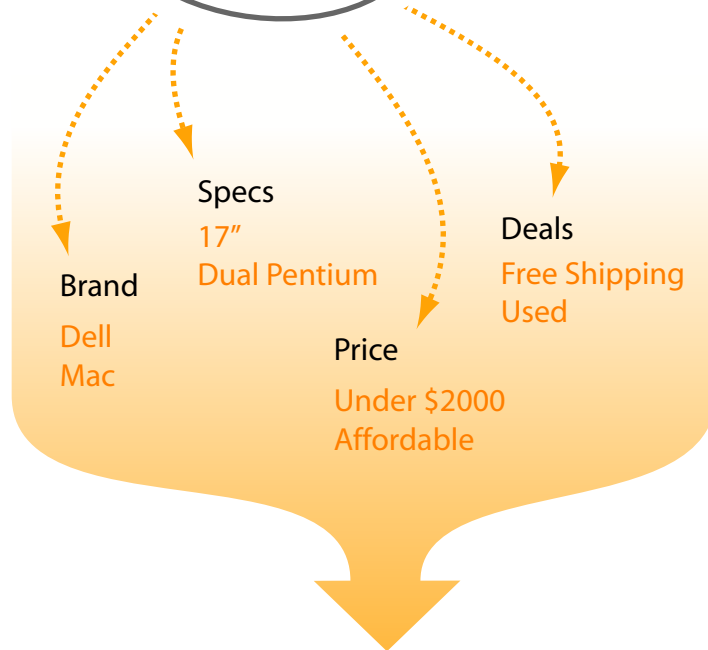 Brand
Dell
Mac
Specs
17”
Dual Pentium
Price
Under $2000
Affordable
Deals
Free Shipping
Used